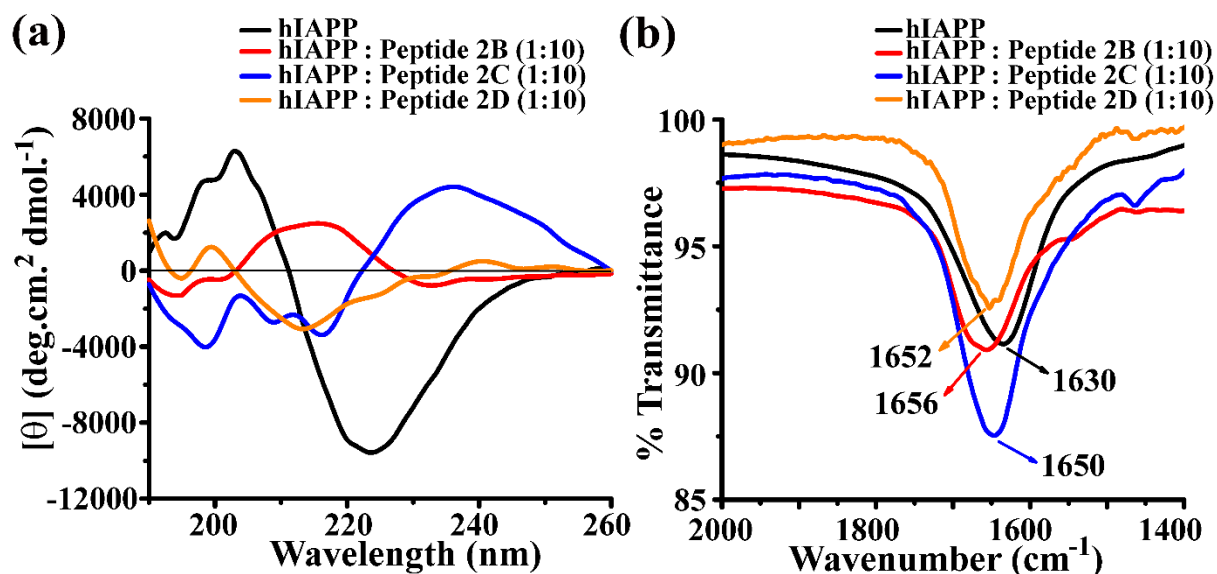 (a)
hIAPP
hIAPP : Peptide 2B (1:10)
hIAPP : Peptide 2C (1:10)
hIAPP : Peptide 2D (1:10)
[θ] (deg.cm.² dmol.⁻¹)
8000
4000
0
-4000
-8000
-12000
200
220
240
260
Wavelength (nm)
(b)
hIAPP
hIAPP : Peptide 2B (1:10)
hIAPP : Peptide 2C (1:10)
hIAPP : Peptide 2D (1:10)
% Transmittance
100
95
90
85
1652
1656
1630
1650
2000
1800
1600
1400
Wavenumber (cm⁻¹)